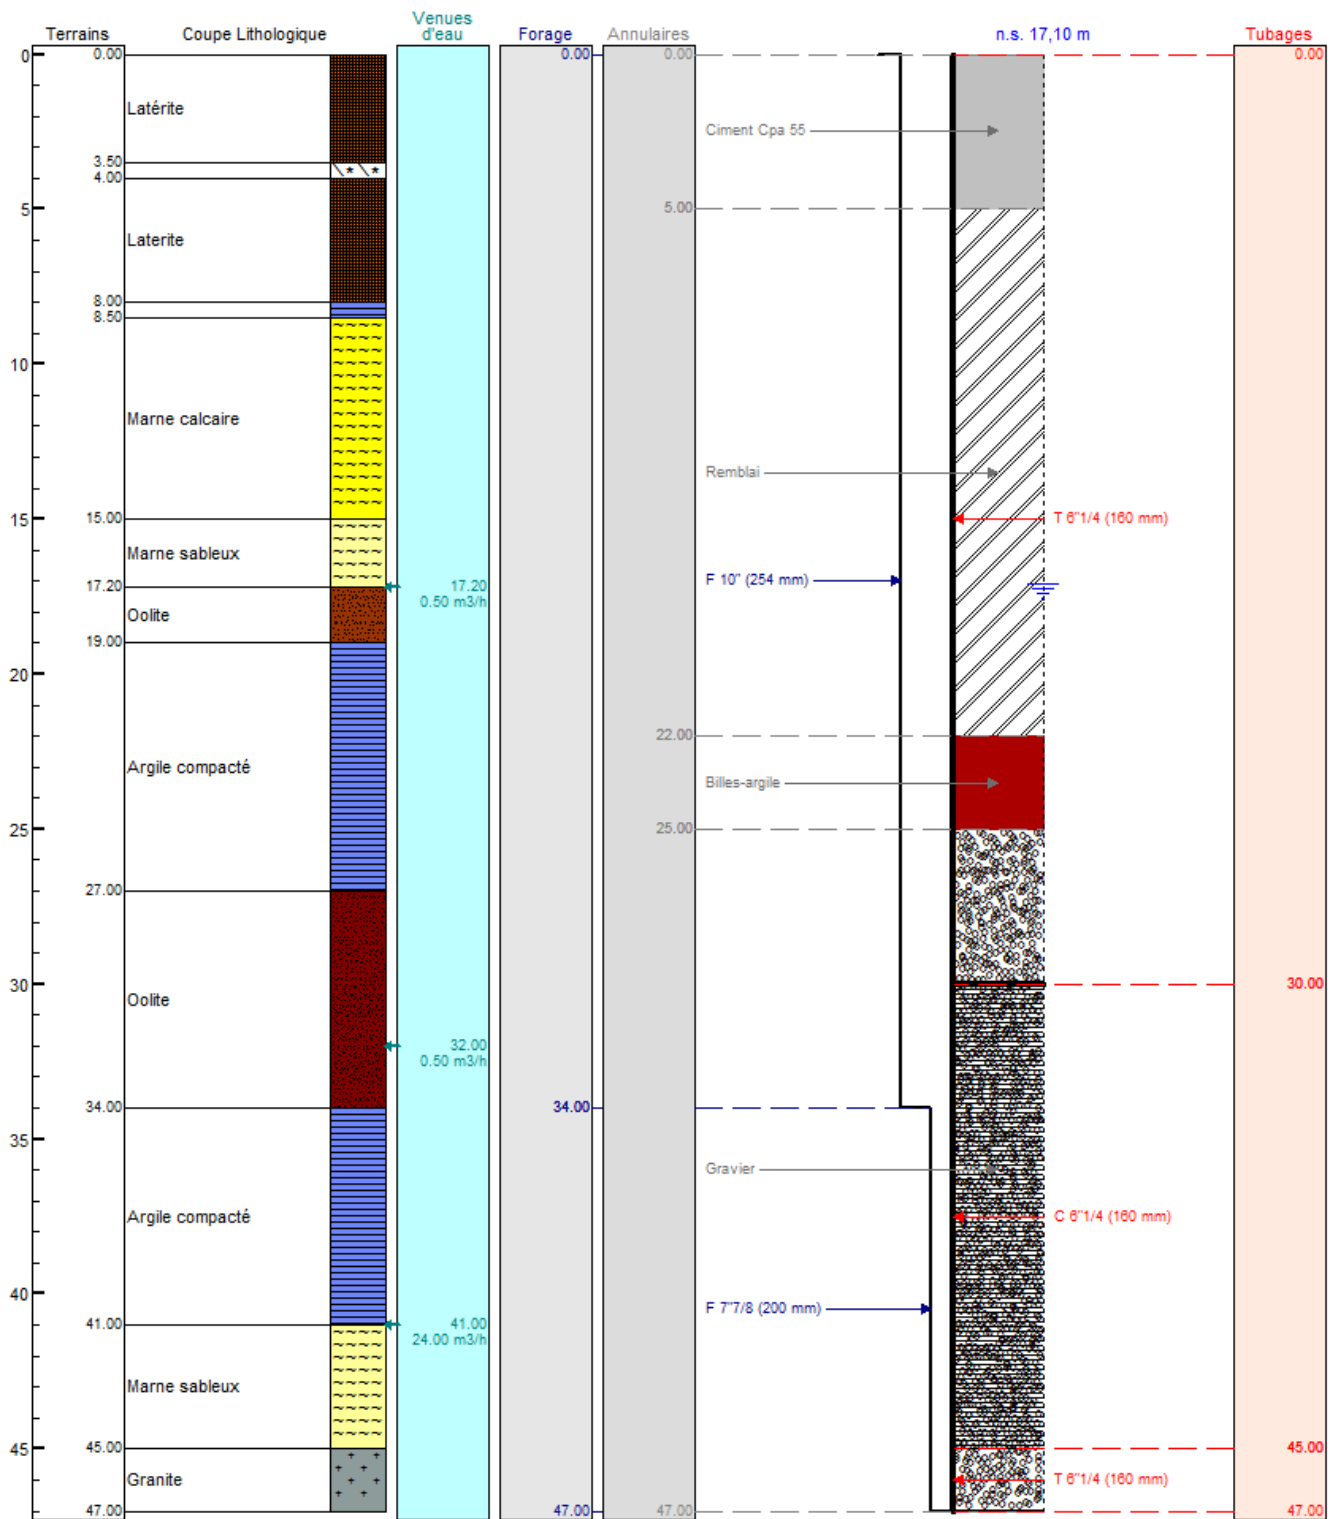 Terrains
Coupe Lithologique
Venues
d'eau
Forage
Annulaires
n.s. 17,10 m
Tubages
0
0.00
0.00
0.00
0.00
Latérite
Ciment Cpa 55
3.50
4.00
5
5.00
Laterite
8.00
8.50
10
Marne calcaire
Remblai
15
15.00
T 6"1/4 (160 mm)
Marne sableux
17.20
17.20
0.50 m3/h
F 10" (254 mm)
Oolite
19.00
20
22.00
Argile compacté
Billes-argile
25
25.00
27.00
30
30.00
Oolite
32.00
0.50 m3/h
34.00
34.00
35
Gravier
Argile compacté
C 6"1/4 (160 mm)
40
F 7"7/8 (200 mm)
41.00
41.00
24.00 m3/h
Marne sableux
45
45.00
45.00
Granite
T 6"1/4 (160 mm)
47.00
47.00
47.00
47.00